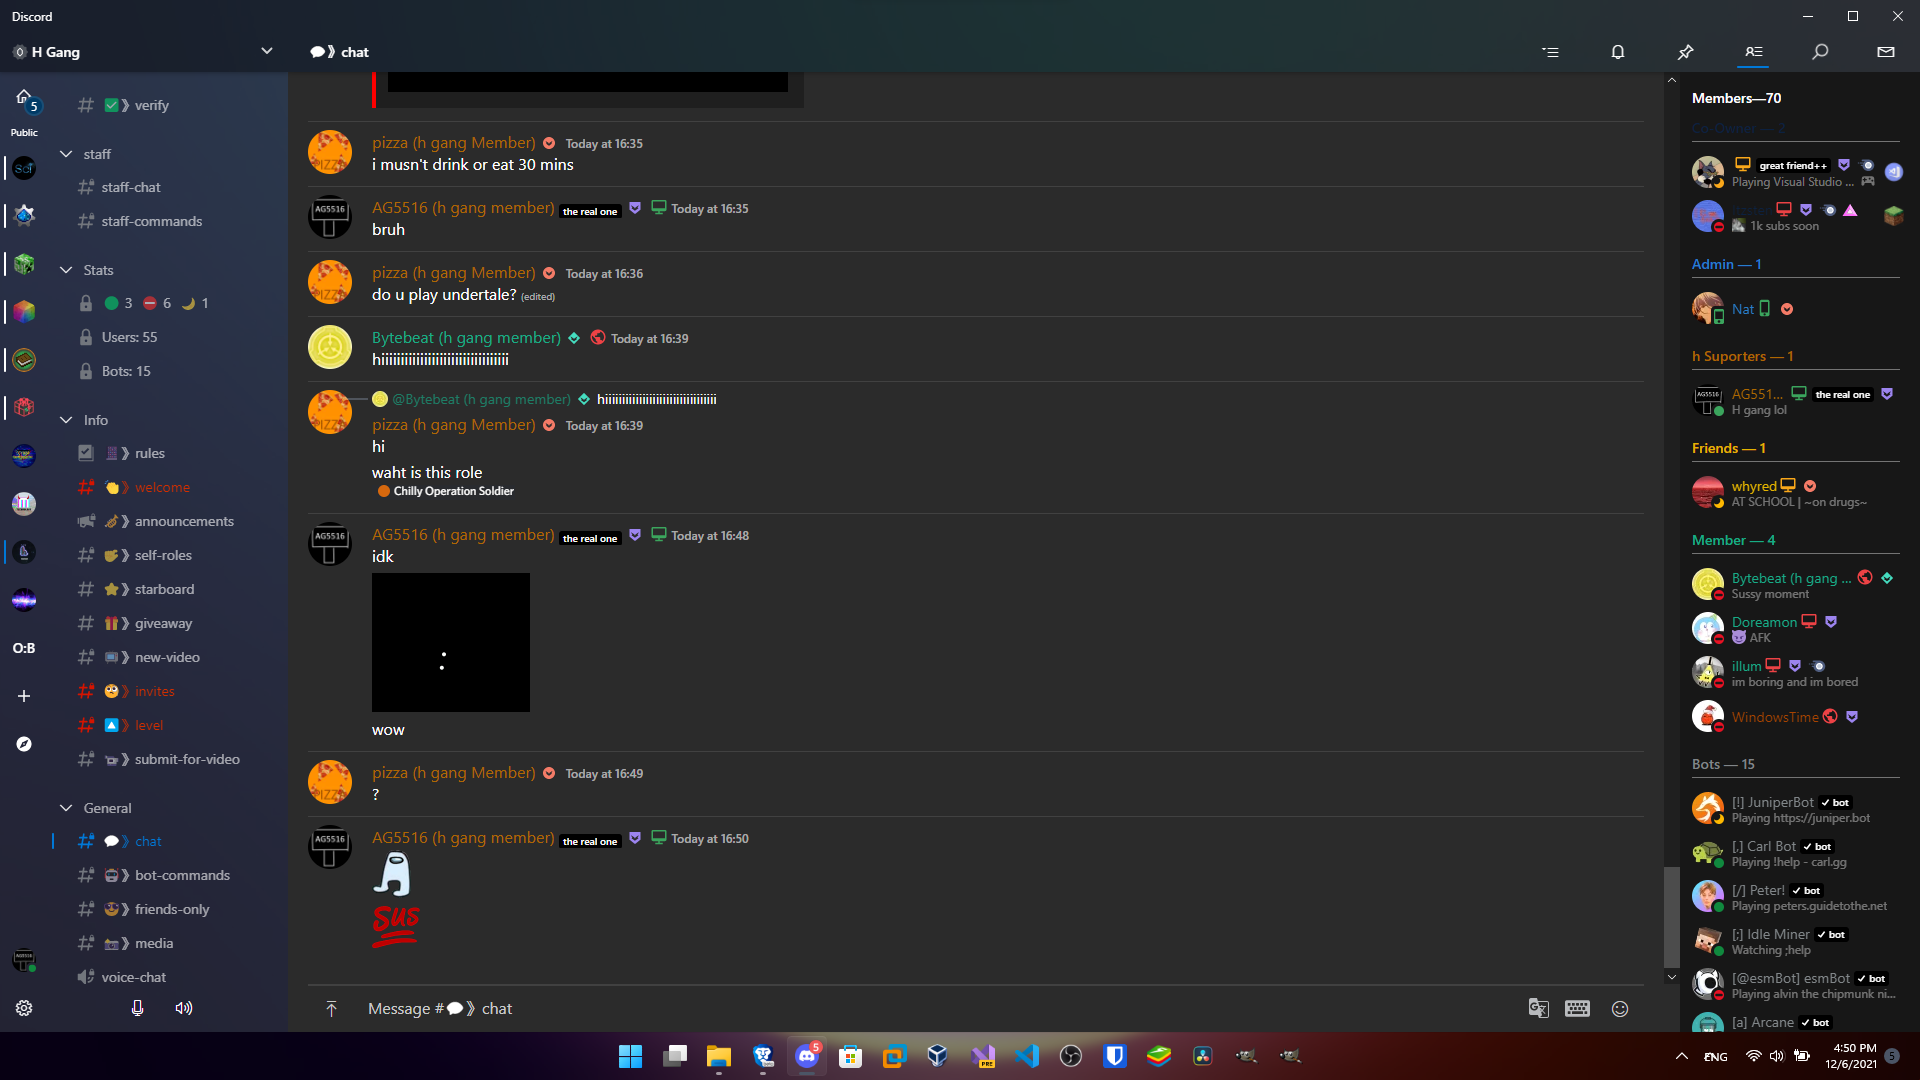 Discord
H Gang
chat
5
Public
Sci
O:B
verify
staff
staff-chat
staff-commands
Stats
3 6 1
Users: 55
Bots: 15
Info
rules
welcome
announcements
self-roles
starboard
giveaway
new-video
invites
level
submit-for-video
General
chat
bot-commands
friends-only
media
voice-chat
pizza (h gang Member) Today at 16:35
i musn't drink or eat 30 mins
AG5516 (h gang member) the real one Today at 16:35
bruh
pizza (h gang Member) Today at 16:36
do u play undertale? (edited)
Bytebeat (h gang member) Today at 16:39
hiiiiiiiiiiiiiiiiiiiiiiiiiiiiiii
@Bytebeat (h gang member) hiiiiiiiiiiiiiiiiiiiiiiiiiiiiiii
pizza (h gang Member) Today at 16:39
hi
waht is this role
Chilly Operation Soldier
AG5516 (h gang member) the real one Today at 16:48
idk
:
wow
pizza (h gang Member) Today at 16:49
?
AG5516 (h gang member) the real one Today at 16:50
Sus
Message # chat
Members—70
Co-Owner — 2
great friend++
Playing Visual Studio ...
1k subs soon
Admin — 1
Nat
h Suporters — 1
AG551... the real one
H gang lol
Friends — 1
whyred
AT SCHOOL | ~on drugs~
Member — 4
Bytebeat (h gang ...
Sussy moment
Doreamon
AFK
illum
im boring and im bored
WindowsTime
Bots — 15
[!] JuniperBot ✓ bot
Playing https://juniper.bot
[,] Carl Bot ✓ bot
Playing !help - carl.gg
[/] Peter! ✓ bot
Playing peters.guidetothe.net
[;] Idle Miner ✓ bot
Watching ;help
[@esmBot] esmBot ✓ bot
Playing alvin the chipmunk ni...
[a] Arcane ✓ bot
5
PRE
ENG
4:50 PM
12/6/2021
5